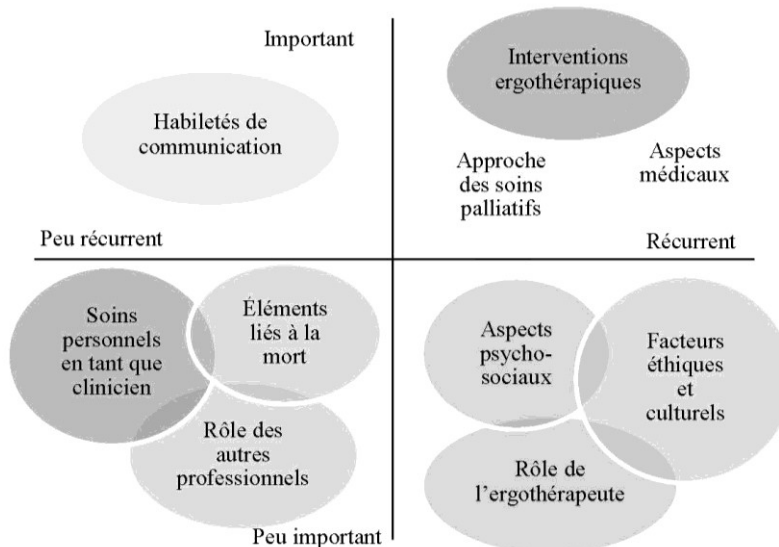 Important
Interventions
ergothérapiques
Habiletés de
communication
Approche
des soins
palliatifs
Aspects
médicaux
Peu récurrent
Récurrent
Soins
personnels
en tant que
clinicien
Éléments
liés à la
mort
Rôle des
autres
professionnels
Aspects
psycho-
sociaux
Facteurs
éthiques
et
culturels
Rôle de
l'ergothérapeute
Peu important